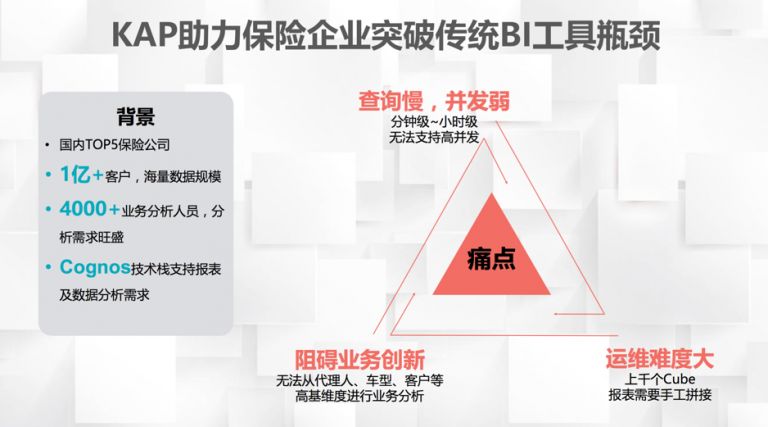 KAP助力保险企业突破传统BI工具瓶颈
背景
• 国内TOP5保险公司
• 1亿+客户，海量数据规模
• 4000+业务分析人员，分
析需求旺盛
• Cognos技术栈支持报表
及数据分析需求
查询慢，并发弱
分钟级~小时级
无法支持高并发
痛点
阻碍业务创新
无法从代理人、车型、客户等
高基维度进行业务分析
运维难度大
上千个Cube
报表需要手工拼接